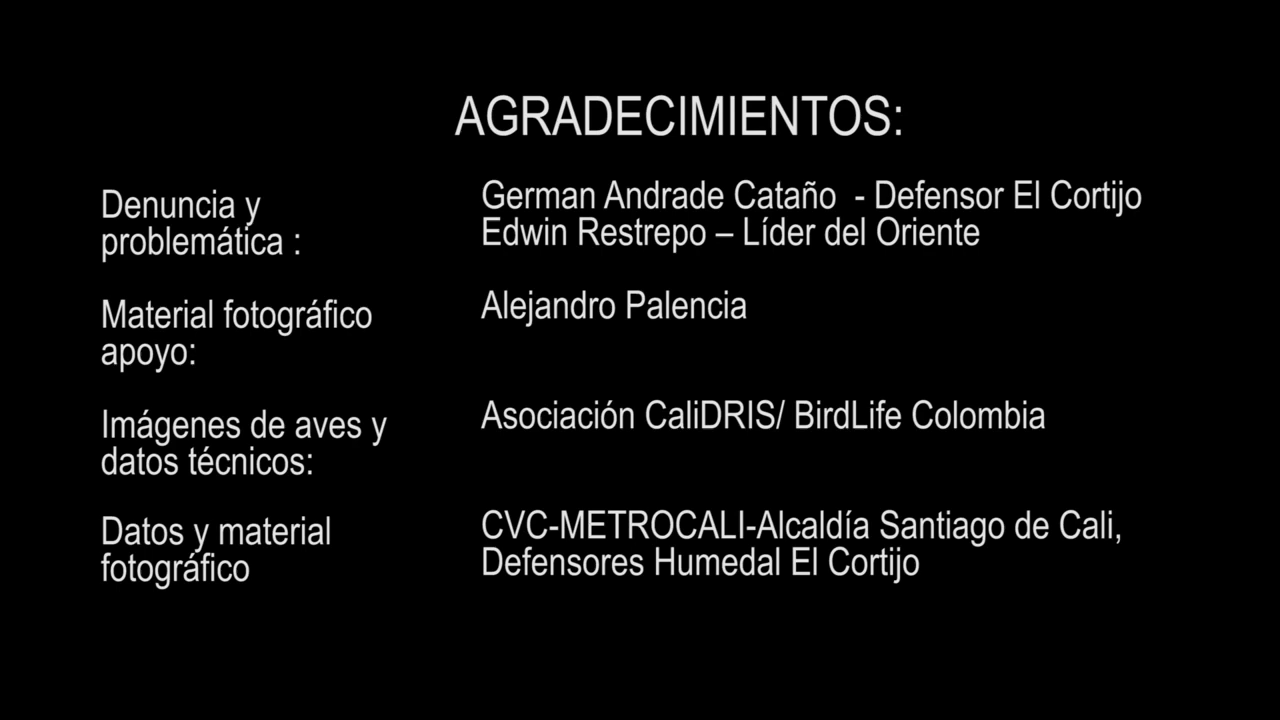 AGRADECIMIENTOS:
Denuncia y
problemática :
German Andrade Cataño  - Defensor El Cortijo
Edwin Restrepo – Líder del Oriente
Material fotográfico
apoyo:
Alejandro Palencia
Imágenes de aves y
datos técnicos:
Asociación CaliDRIS/ BirdLife Colombia
Datos y material
fotográfico
CVC-METROCALI-Alcaldía Santiago de Cali,
Defensores Humedal El Cortijo